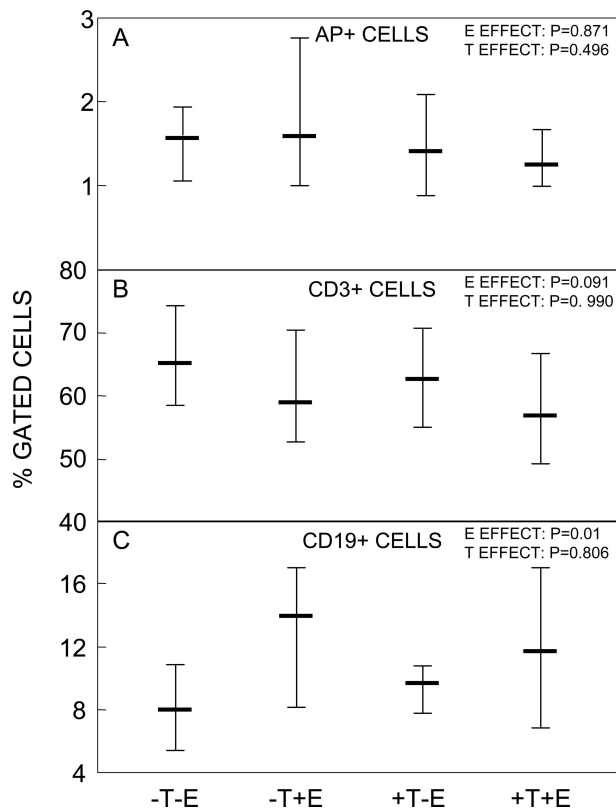 3
A
AP+ CELLS
E EFFECT: P=0.871
T EFFECT: P=0.496
2
1
80
B
CD3+ CELLS
E EFFECT: P=0.091
T EFFECT: P=0. 990
70
60
50
40
% GATED CELLS
C
CD19+ CELLS
E EFFECT: P=0.01
T EFFECT: P=0.806
16
12
8
4
-T-E -T+E +T-E +T+E